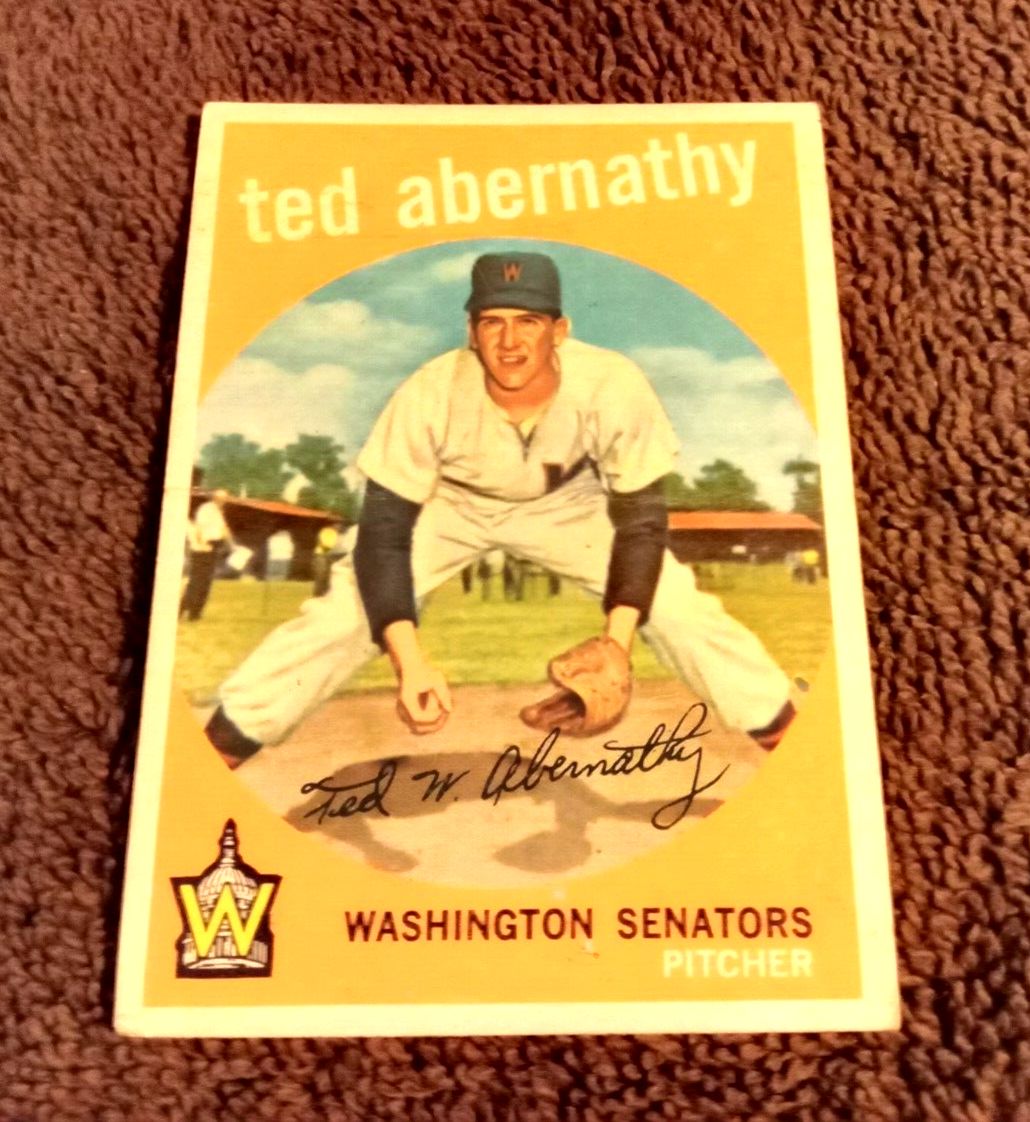 ted abernathy
W
Ted W. Abernathy
W
WASHINGTON SENATORS
PITCHER